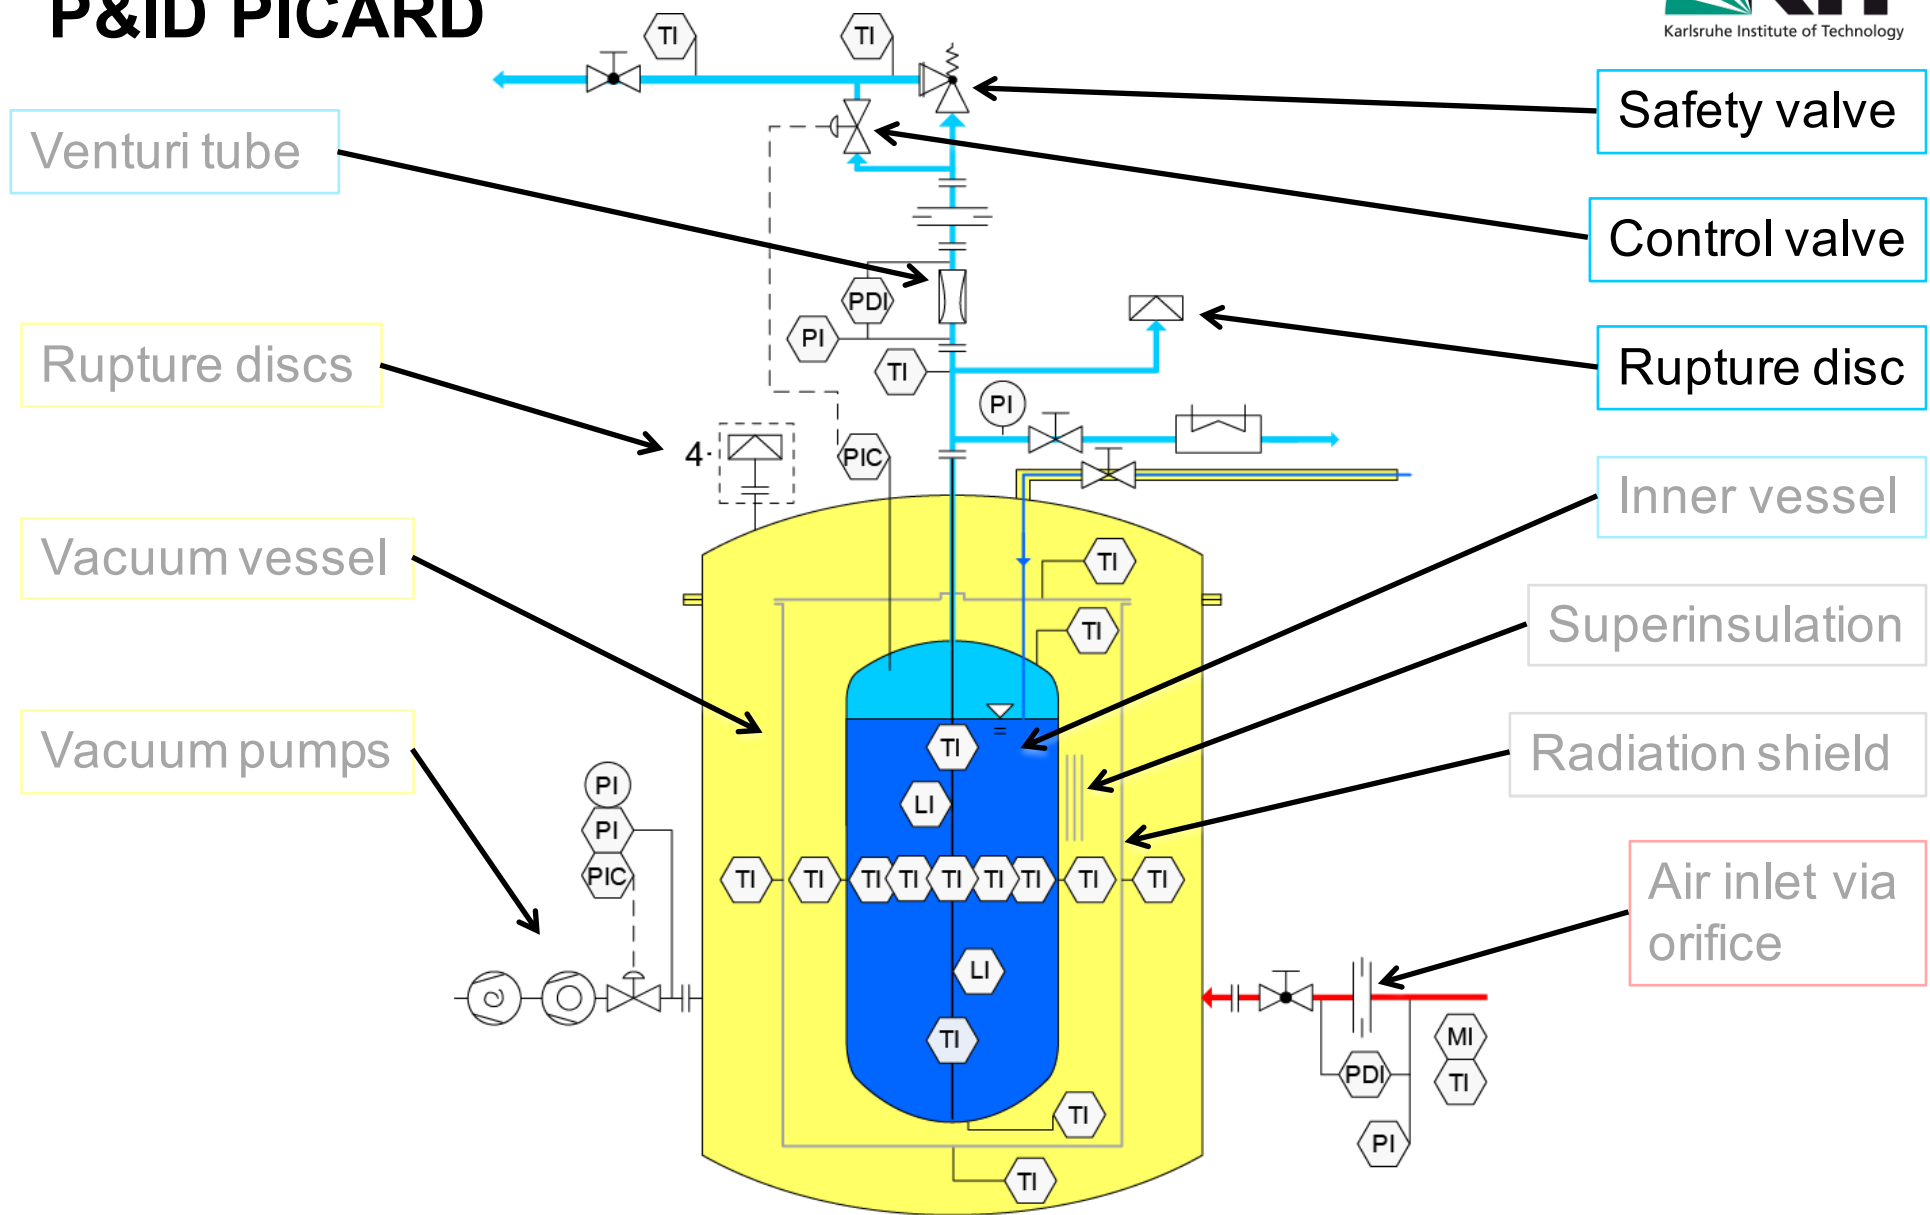 P&ID PICARD
Karlsruhe Institute of Technology
TI
TI
Safety valve
Venturi tube
Control valve
PDI
PI
Rupture disc
TI
Rupture discs
PI
4
PIC
Inner vessel
Vacuum vessel
TI
Superinsulation
TI
Vacuum pumps
TI
Radiation shield
PI
LI
PI
PIC
TI
TI
TI
TI
TI
TI
TI
TI
TI
Air inlet via
orifice
LI
TI
MI
PDI
TI
TI
PI
TI